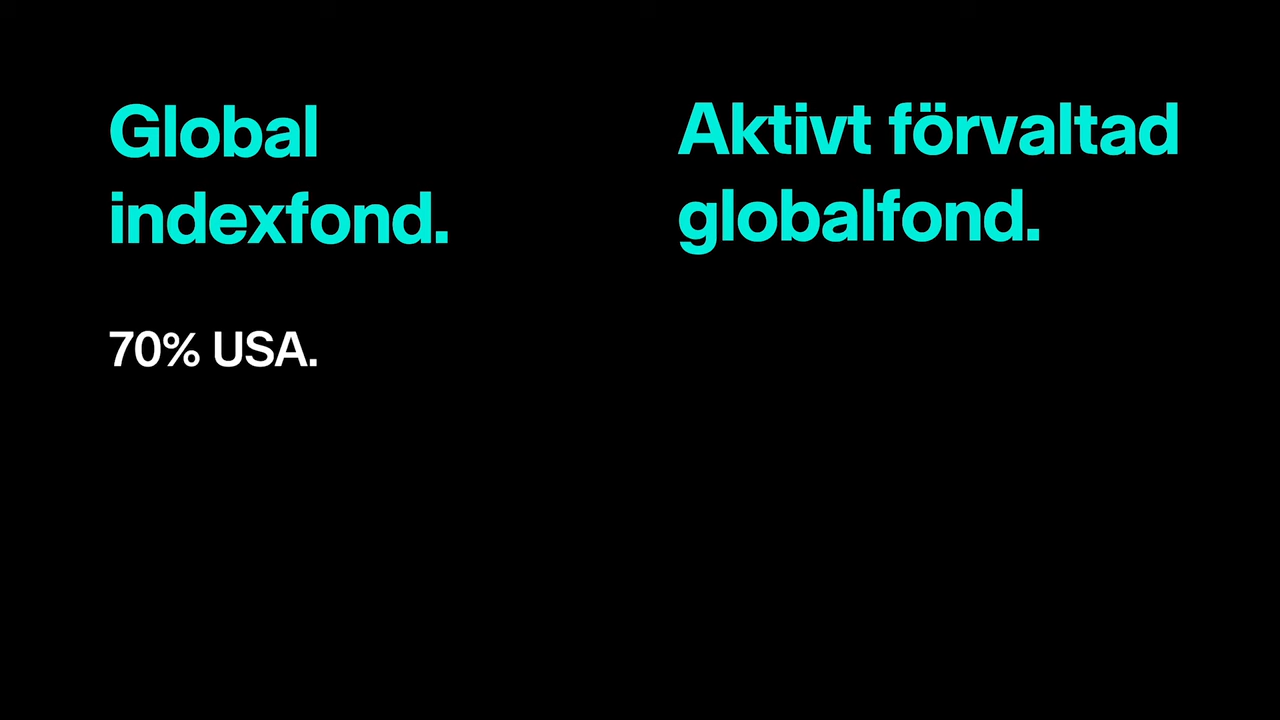 Global
indexfond.
70% USA.
Aktivt förvaltad
globalfond.